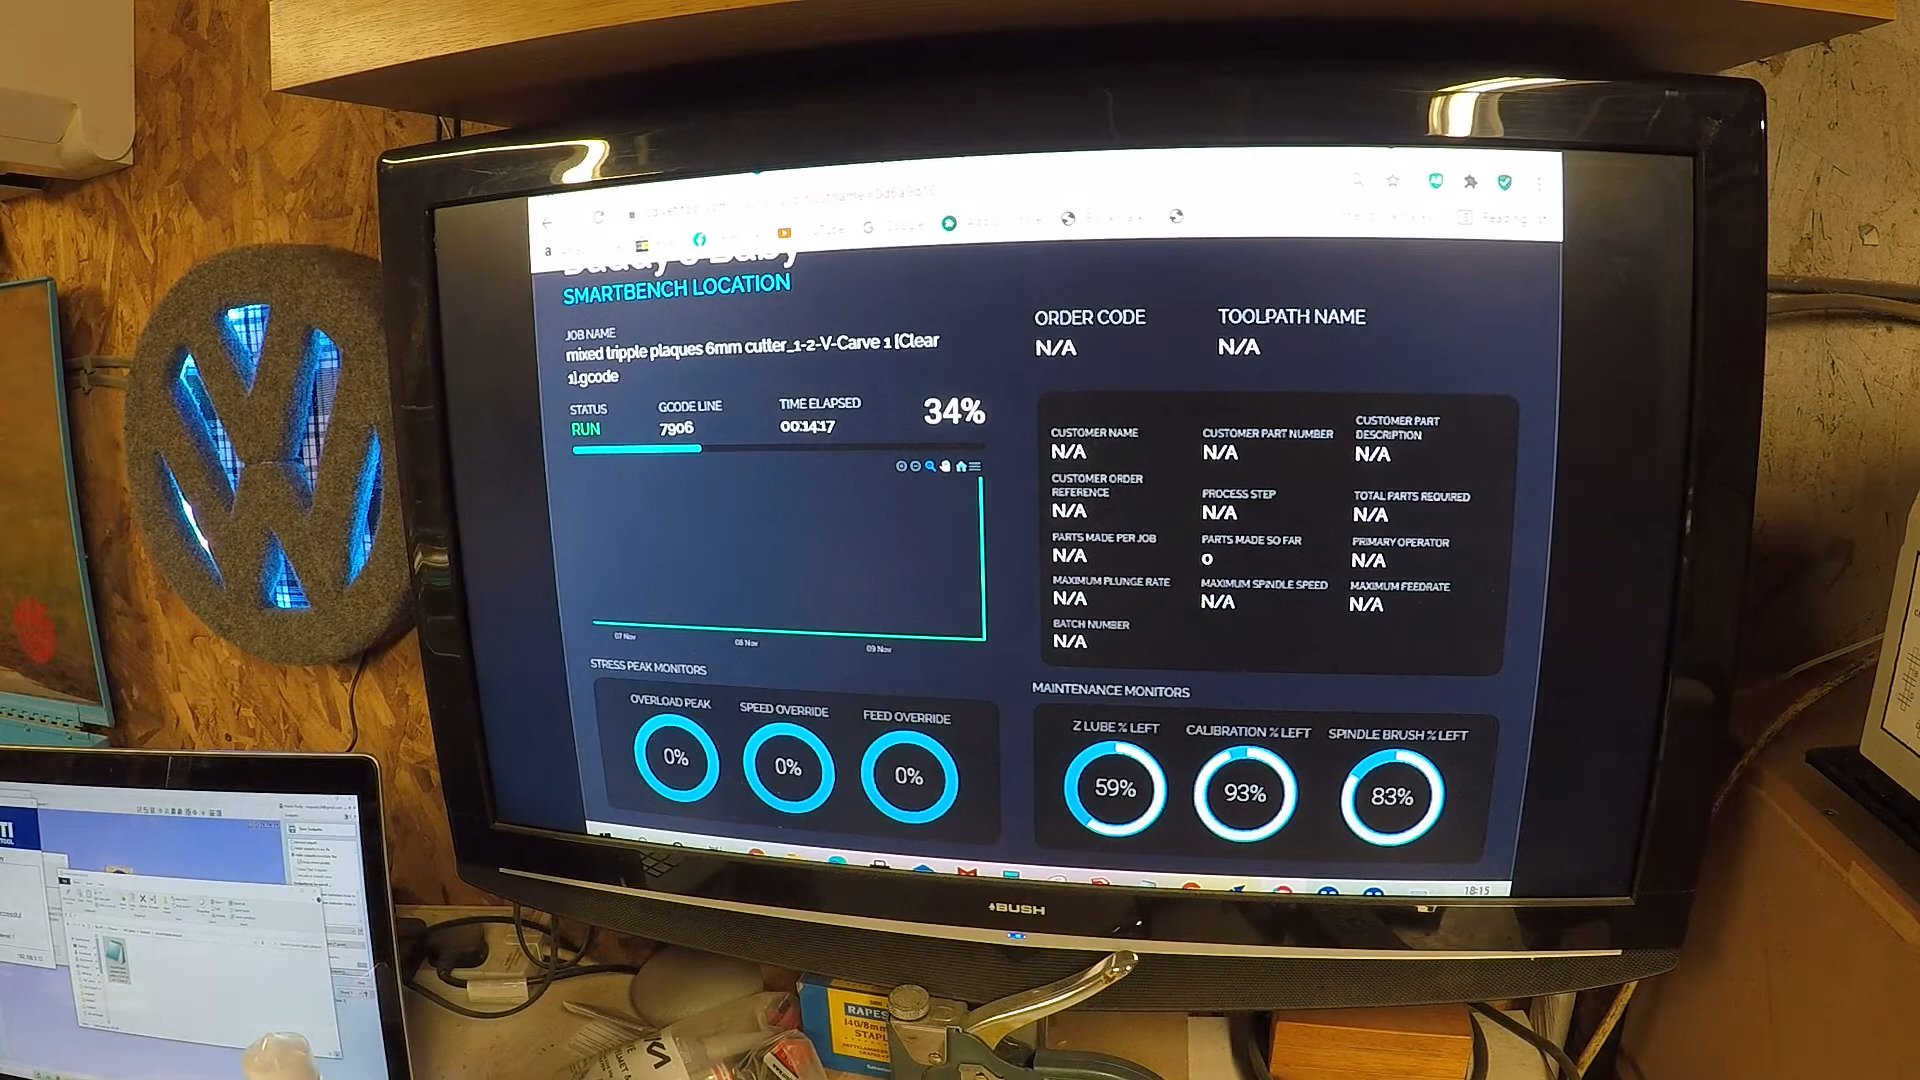 SMARTBENCH LOCATION
JOB NAME
mixed tripple plaques 6mm cutter_1-2-V-Carve 1 [Clear
1].gcode
STATUS
GCODE LINE
TIME ELAPSED
34%
RUN
7906
00:14:17
07 Nov
08 Nov
09 Nov
ORDER CODE
TOOLPATH NAME
N/A
N/A
CUSTOMER NAME
N/A
CUSTOMER PART NUMBER
N/A
CUSTOMER PART
DESCRIPTION
N/A
CUSTOMER ORDER
REFERENCE
N/A
PROCESS STEP
N/A
TOTAL PARTS REQUIRED
N/A
PARTS MADE PER JOB
N/A
PARTS MADE SO FAR
0
PRIMARY OPERATOR
N/A
MAXIMUM PLUNGE RATE
N/A
MAXIMUM SPINDLE SPEED
N/A
MAXIMUM FEEDRATE
N/A
BATCH NUMBER
N/A
STRESS PEAK MONITORS
OVERLOAD PEAK
SPEED OVERRIDE
FEED OVERRIDE
0%
0%
0%
MAINTENANCE MONITORS
Z LUBE % LEFT
CALIBRATION % LEFT
SPINDLE BRUSH % LEFT
59%
93%
83%
18:15
BUSH
140/8mm